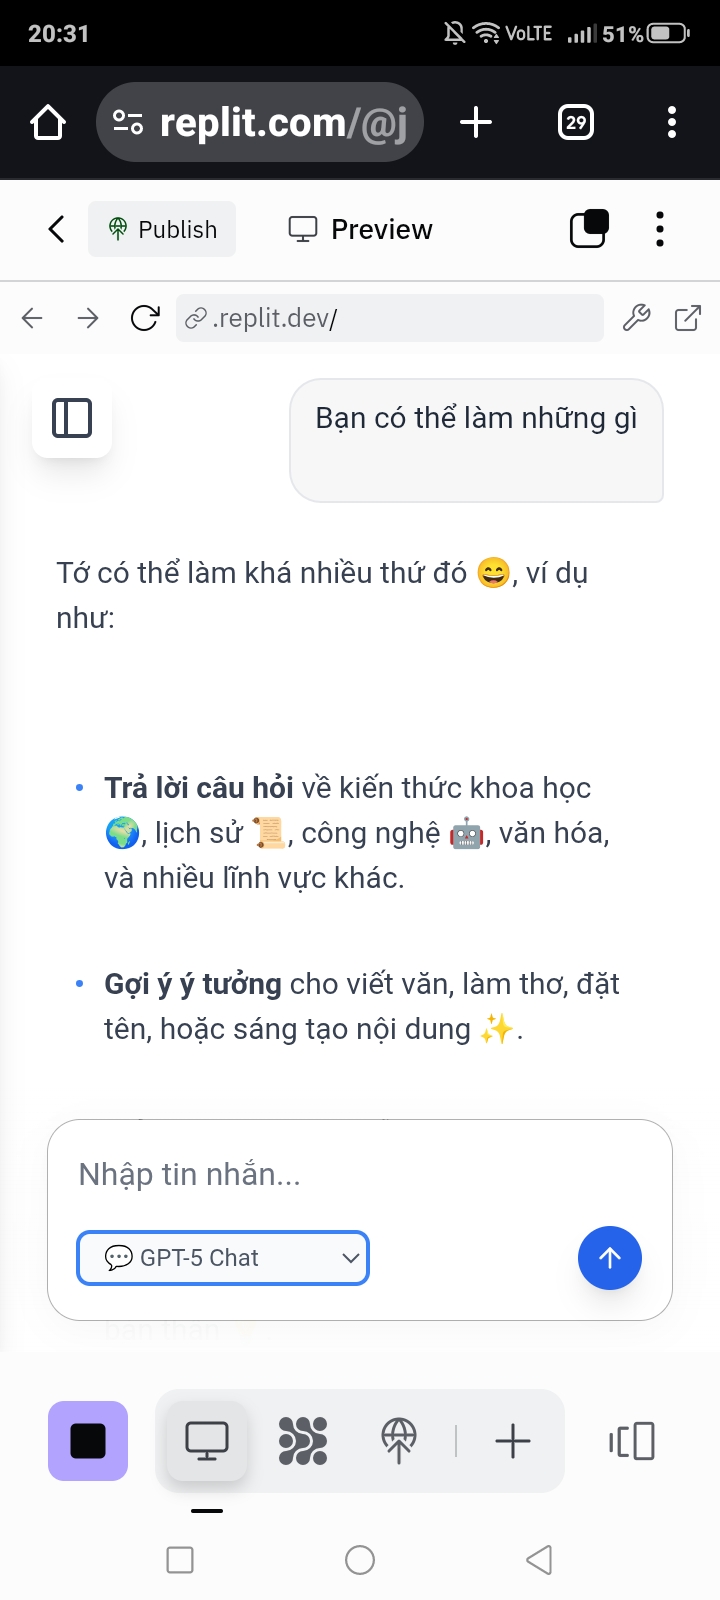 20:31
VoLTE 51%
replit.com/@j
29
Publish
Preview
.replit.dev/
Bạn có thể làm những gì
Tớ có thể làm khá nhiều thứ đó 😄, ví dụ
như:
• Trả lời câu hỏi về kiến thức khoa học
🌍, lịch sử 📜, công nghệ 🤖, văn hóa,
và nhiều lĩnh vực khác.
• Gợi ý ý tưởng cho viết văn, làm thơ, đặt
tên, hoặc sáng tạo nội dung ✨.
Nhập tin nhắn...
💬 GPT-5 Chat
bản thân